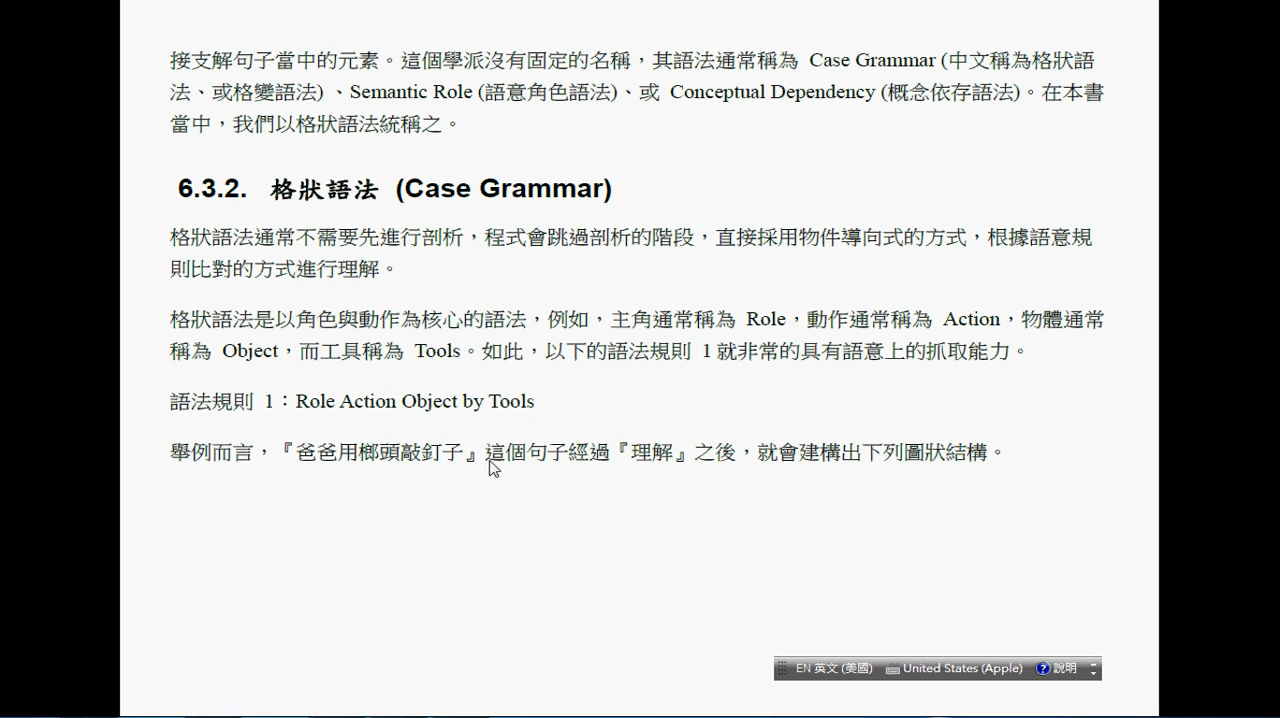 接支解句子當中的元素。這個學派沒有固定的名稱，其語法通常稱為 Case Grammar (中文稱為格狀語
法、或格變語法) 、Semantic Role (語意角色語法)、或 Conceptual Dependency (概念依存語法)。在本書
當中，我們以格狀語法統稱之。
6.3.2. 格狀語法 (Case Grammar)
格狀語法通常不需要先進行剖析，程式會跳過剖析的階段，直接採用物件導向式的方式，根據語意規
則比對的方式進行理解。
格狀語法是以角色與動作為核心的語法，例如，主角通常稱為 Role，動作通常稱為 Action，物體通常
稱為 Object，而工具稱為 Tools。如此，以下的語法規則 1 就非常的具有語意上的抓取能力。
語法規則 1：Role Action Object by Tools
舉例而言，『爸爸用榔頭敲釘子』這個句子經過『理解』之後，就會建構出下列圖狀結構。
EN 英文 (美國) United States (Apple) 說明